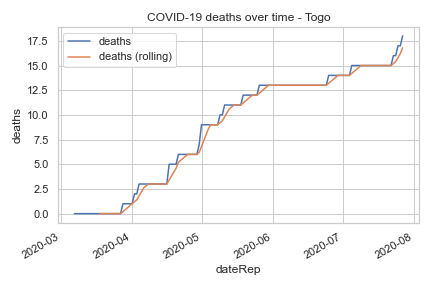 COVID-19 deaths over time - Togo
deaths
deaths (rolling)
17.5
15.0
12.5
10.0
7.5
5.0
2.5
0.0
deaths
2020-03
2020-04
2020-05
2020-06
2020-07
2020-08
dateRep